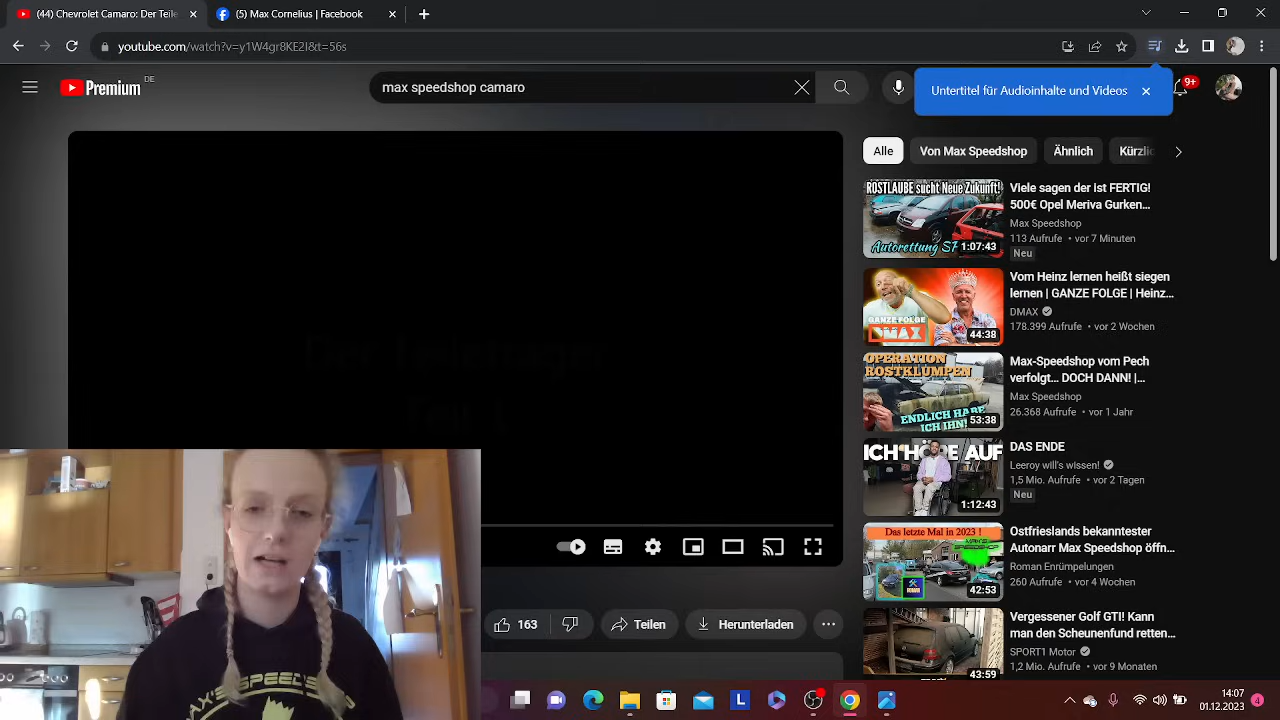 (44) Chevrolet Camaro: Der Teile
(5) Max Cornelius | Facebook
youtube.com/watch?v=y1W4gr8KE2I&t=56s
Premium
DE
max speedshop camaro
Untertitel für Audioinhalte und Videos
9+
Alle
Von Max Speedshop
Ähnlich
Kürzlic
ROSTLAUBE sucht Neue Zukunft!
Autorettung
1:07:43
Viele sagen der ist FERTIG!
500€ Opel Meriva Gurken...
Max Speedshop
113 Aufrufe • vor 7 Minuten
Neu
GANZE FOLGE
DMAX
44:38
Vom Heinz lernen heißt siegen
lernen | GANZE FOLGE | Heinz...
DMAX
178.399 Aufrufe • vor 2 Wochen
OPERATION
ROSTKLUMPEN
ENDLICH HABE
ICH IHN!
53:38
Max-Speedshop vom Pech
verfolgt... DOCH DANN! |...
Max Speedshop
26.368 Aufrufe • vor 1 Jahr
ICH HÖRE AUF
1:12:43
DAS ENDE
Leeroy will's wissen!
1,5 Mio. Aufrufe • vor 2 Tagen
Neu
Das letzte Mal in 2023 !
42:53
Ostfrieslands bekanntester
Autonarr Max Speedshop öffn...
Roman Enrümpelungen
260 Aufrufe • vor 4 Wochen
43:59
Vergessener Golf GTI! Kann
man den Scheunenfund retten...
SPORT1 Motor
1,2 Mio. Aufrufe • vor 9 Monaten
163
Teilen
Herunterladen
14:07
01.12.2023
4